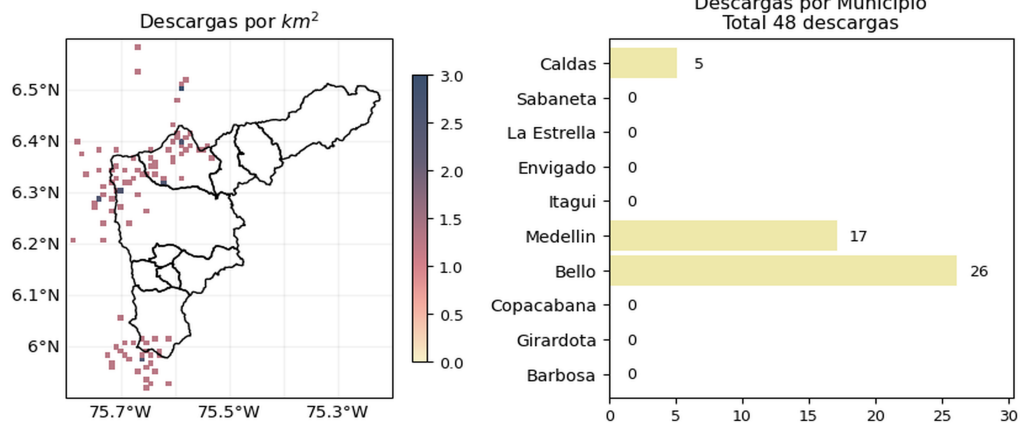 Descargas por km²
6.5°N
6.4°N
6.3°N
6.2°N
6.1°N
6°N
75.7°W 75.5°W 75.3°W
3.0
2.5
2.0
1.5
1.0
0.5
0.0
Descargas por Municipio
Total 48 descargas
Caldas 5
Sabaneta 0
La Estrella 0
Envigado 0
Itagui 0
Medellin 17
Bello 26
Copacabana 0
Girardota 0
Barbosa 0
0 5 10 15 20 25 30